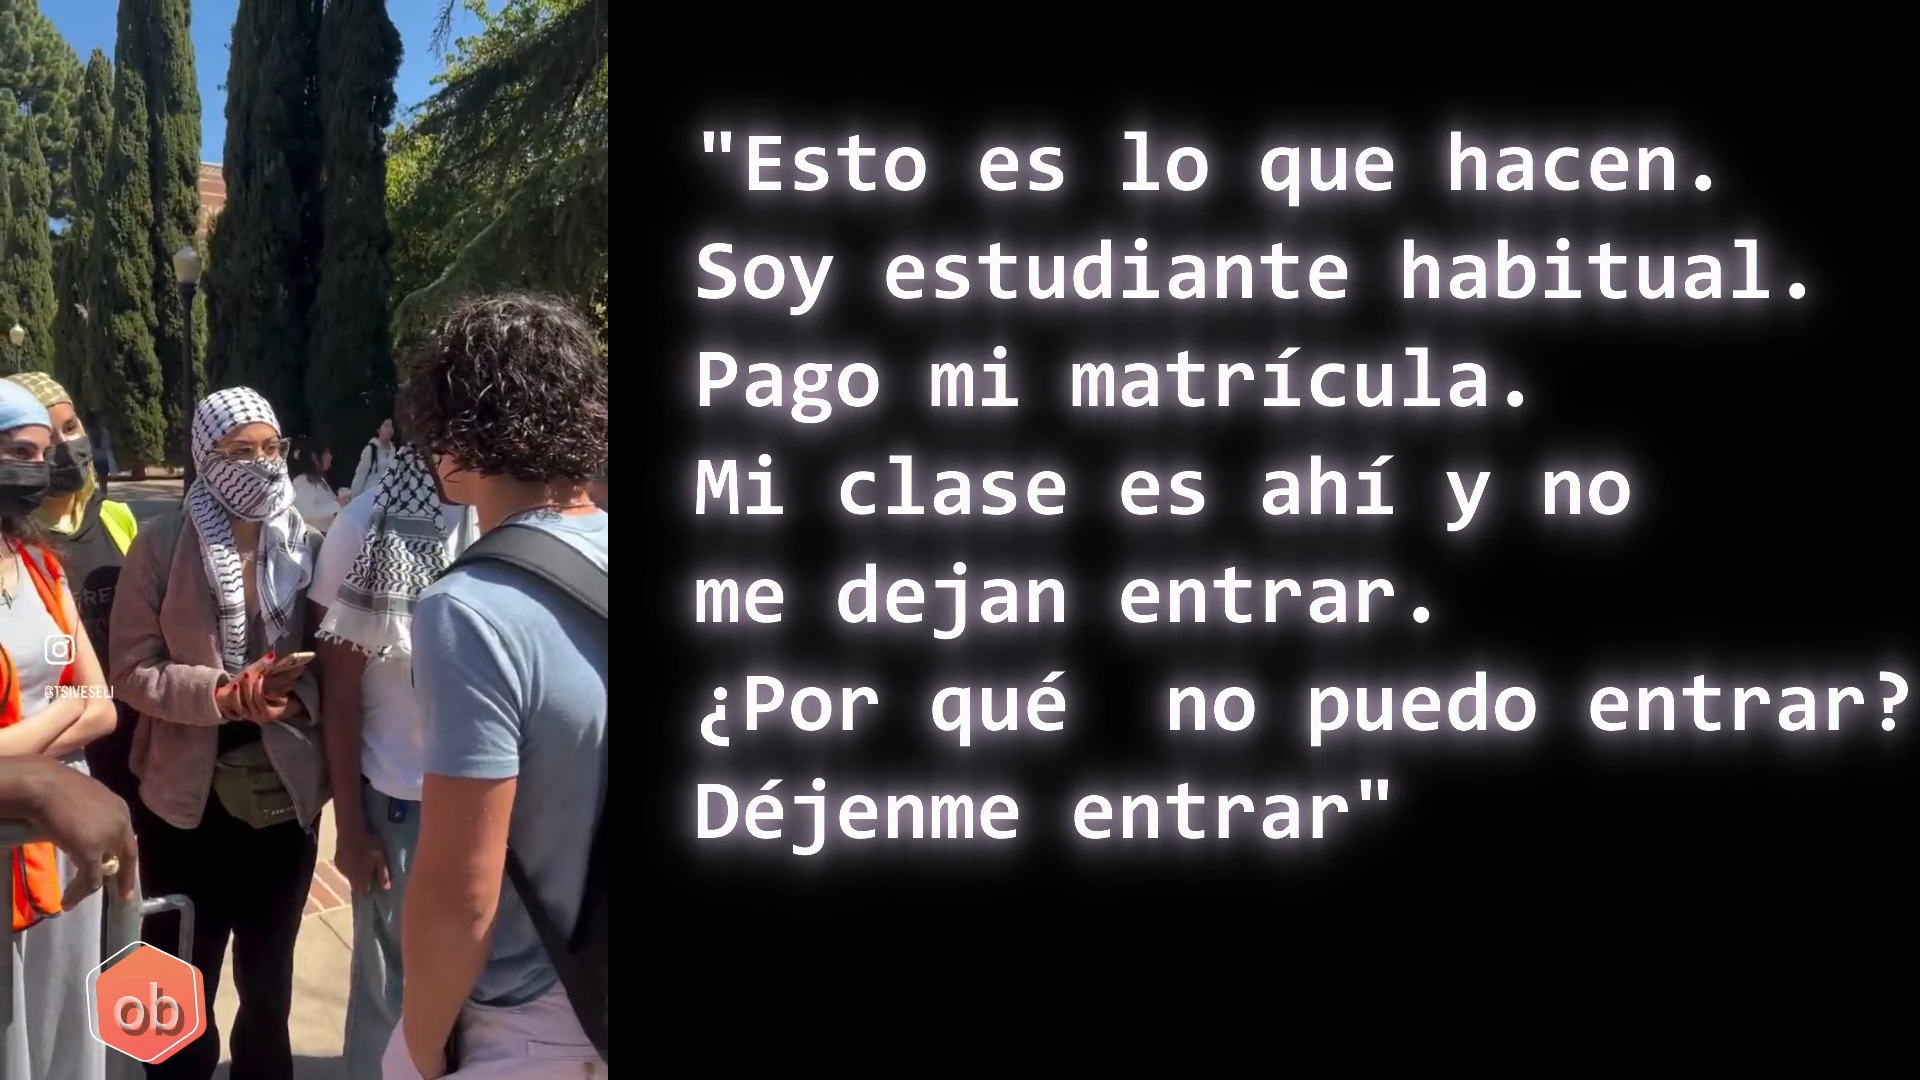 "Esto es lo que hacen.
Soy estudiante habitual.
Pago mi matrícula.
Mi clase es ahí y no
me dejan entrar.
¿Por qué  no puedo entrar?
Déjenme entrar"
@TSIVESELI
ob